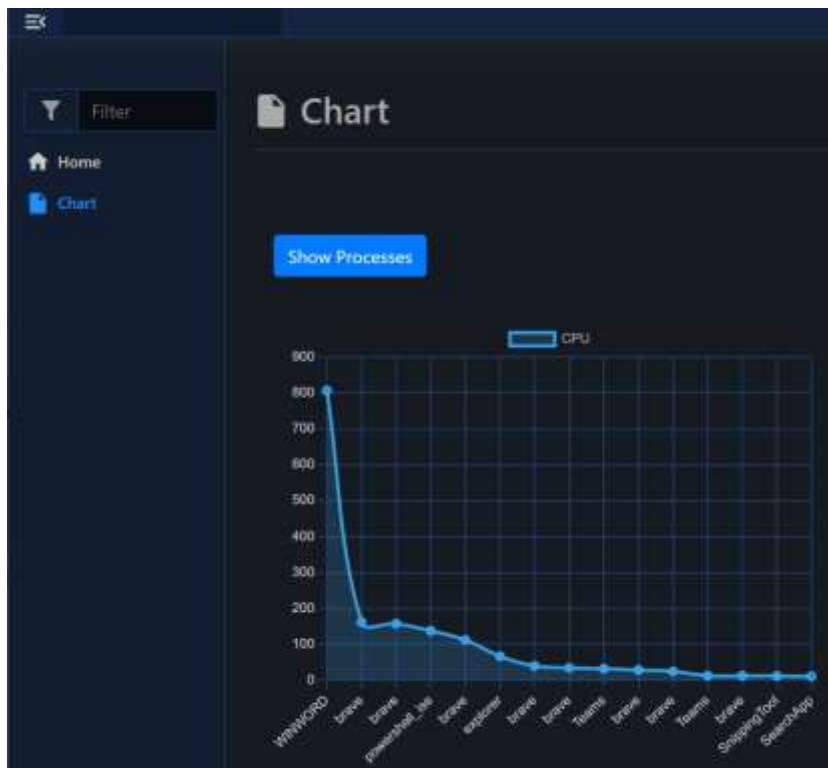 Filter
Home
Chart
Chart
Show Processes
CPU
900
800
700
600
500
400
300
200
100
0
WINWORD
brave
brave
powershell_ise
brave
explorer
brave
brave
Teams
brave
brave
Teams
brave
SnippingTool
SearchApp